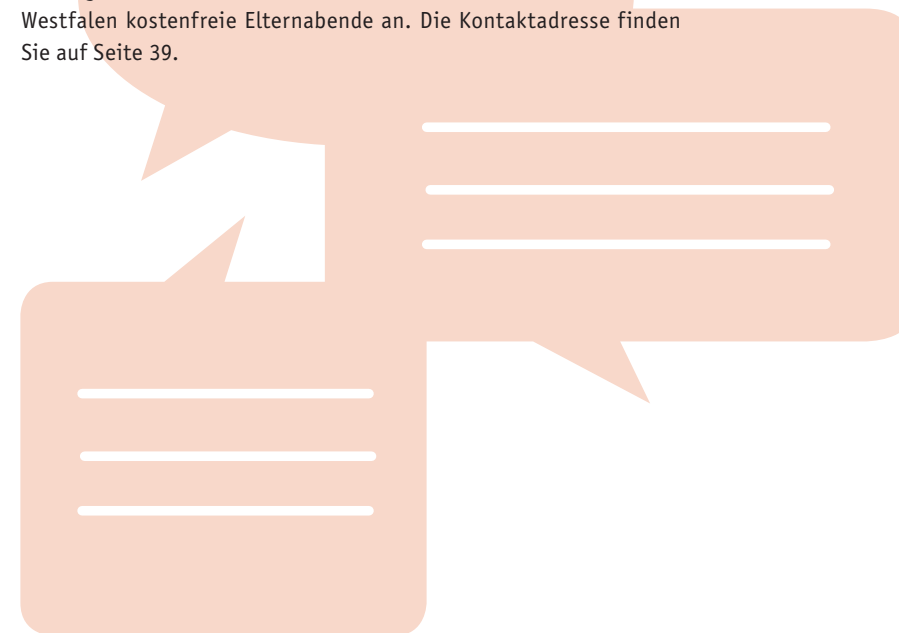 Westfalen kostenfreie Elternabende an. Die Kontaktadresse finden
Sie auf Seite 39.